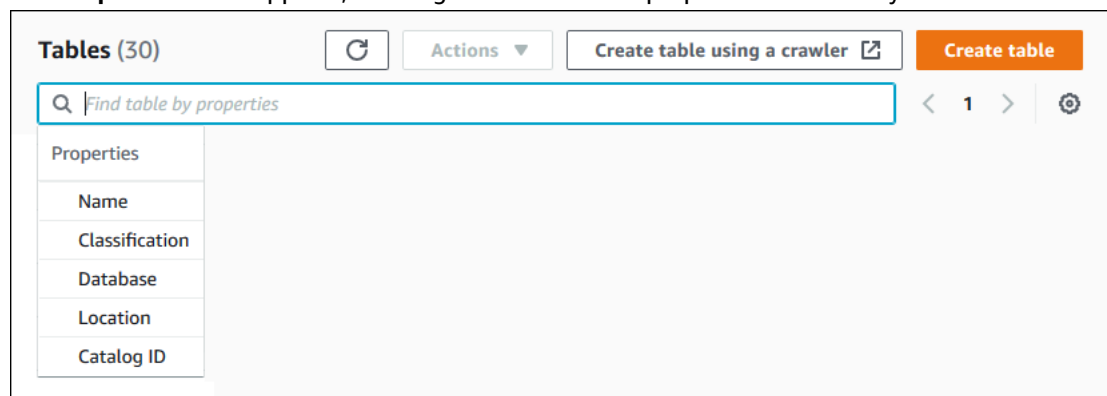 Tables (30) Actions Create table using a crawler Create table
Find table by properties 1
Properties
Name
Classification
Database
Location
Catalog ID